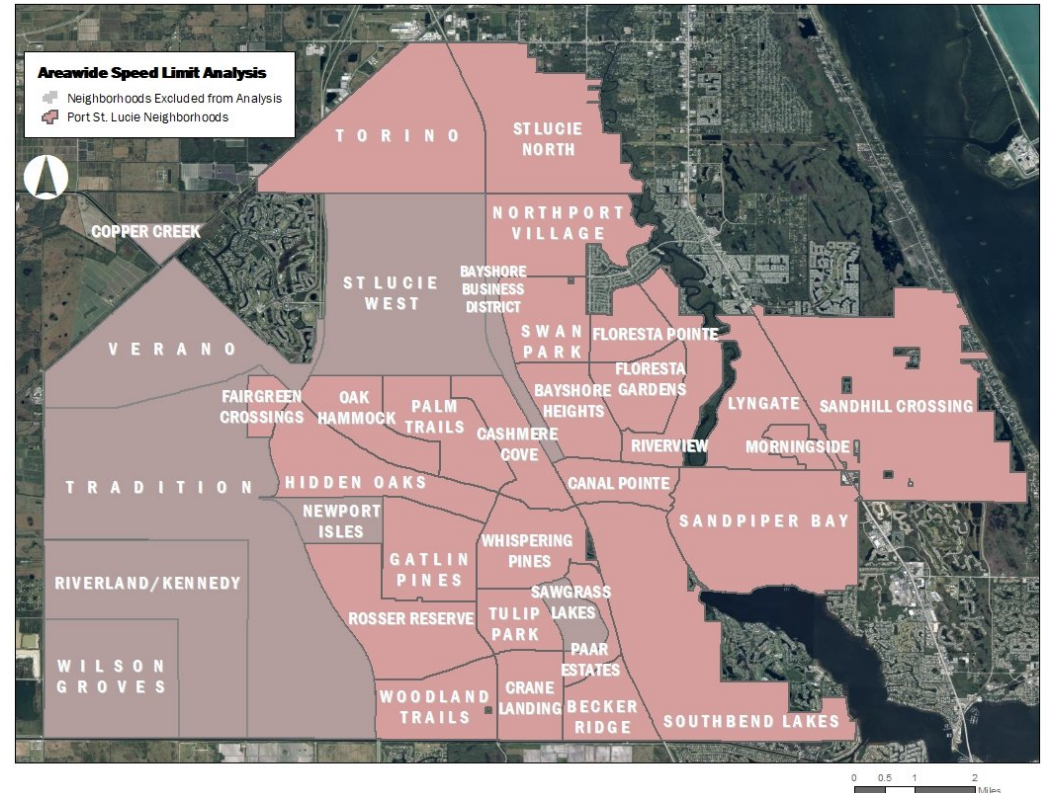 Areawide Speed Limit Analysis
Neighborhoods Excluded from Analysis
Port St. Lucie Neighborhoods
TORINO
ST LUCIE
NORTH
COPPER CREEK
NORTHPORT
VILLAGE
ST LUCIE
WEST
BAYSHORE
BUSINESS
DISTRICT
VERANO
SWAN
PARK
FLORESTA POINTE
FLORESTA
GARDENS
FAIRGREEN
CROSSINGS
OAK
HAMMOCK
PALM
TRAILS
BAYSHORE
HEIGHTS
LYNGATE
SANDHILL CROSSING
CASHMERE
COVE
RIVERVIEW
MORNINGSIDE
TRADITION
HIDDEN OAKS
CANAL POINTE
NEWPORT
ISLES
SANDPIPER BAY
GATLIN
PINES
WHISPERING
PINES
RIVERLAND/KENNEDY
SAWGRASS
LAKES
ROSSER RESERVE
TULIP
PARK
PAAR
ESTATES
WILSON
GROVES
WOODLAND
TRAILS
CRANE
LANDING
BECKER
RIDGE
SOUTHBEND LAKES
0 0.5 1 2
Miles